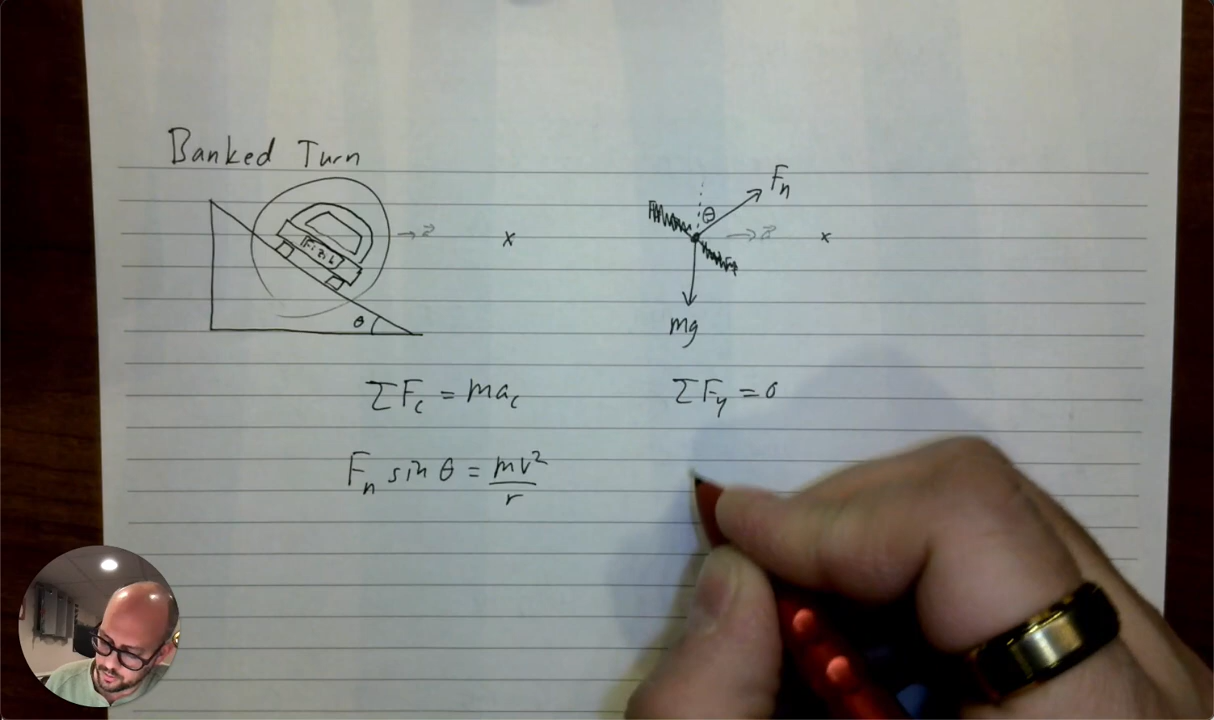 Banked Turn
Fn
θ
mg
θ
ΣFc = mac
ΣFy = 0
Fn sin θ = mv²/r